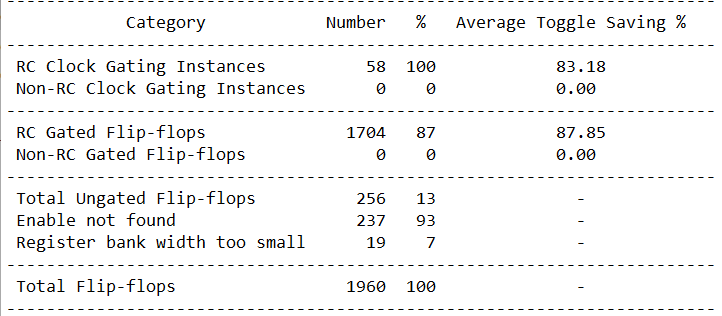 Category Number % Average Toggle Saving %
RC Clock Gating Instances 58 100 83.18
Non-RC Clock Gating Instances 0 0 0.00
RC Gated Flip-flops 1704 87 87.85
Non-RC Gated Flip-flops 0 0 0.00
Total Ungated Flip-flops 256 13 -
Enable not found 237 93 -
Register bank width too small 19 7 -
Total Flip-flops 1960 100 -